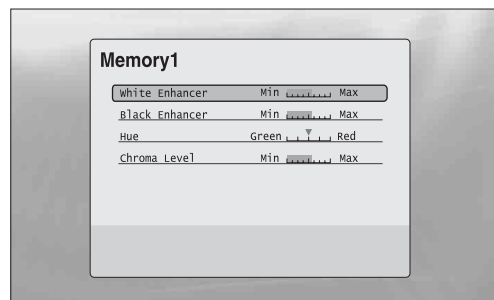 Memory1
White Enhancer Min Max
Black Enhancer Min Max
Hue Green Red
Chroma Level Min Max